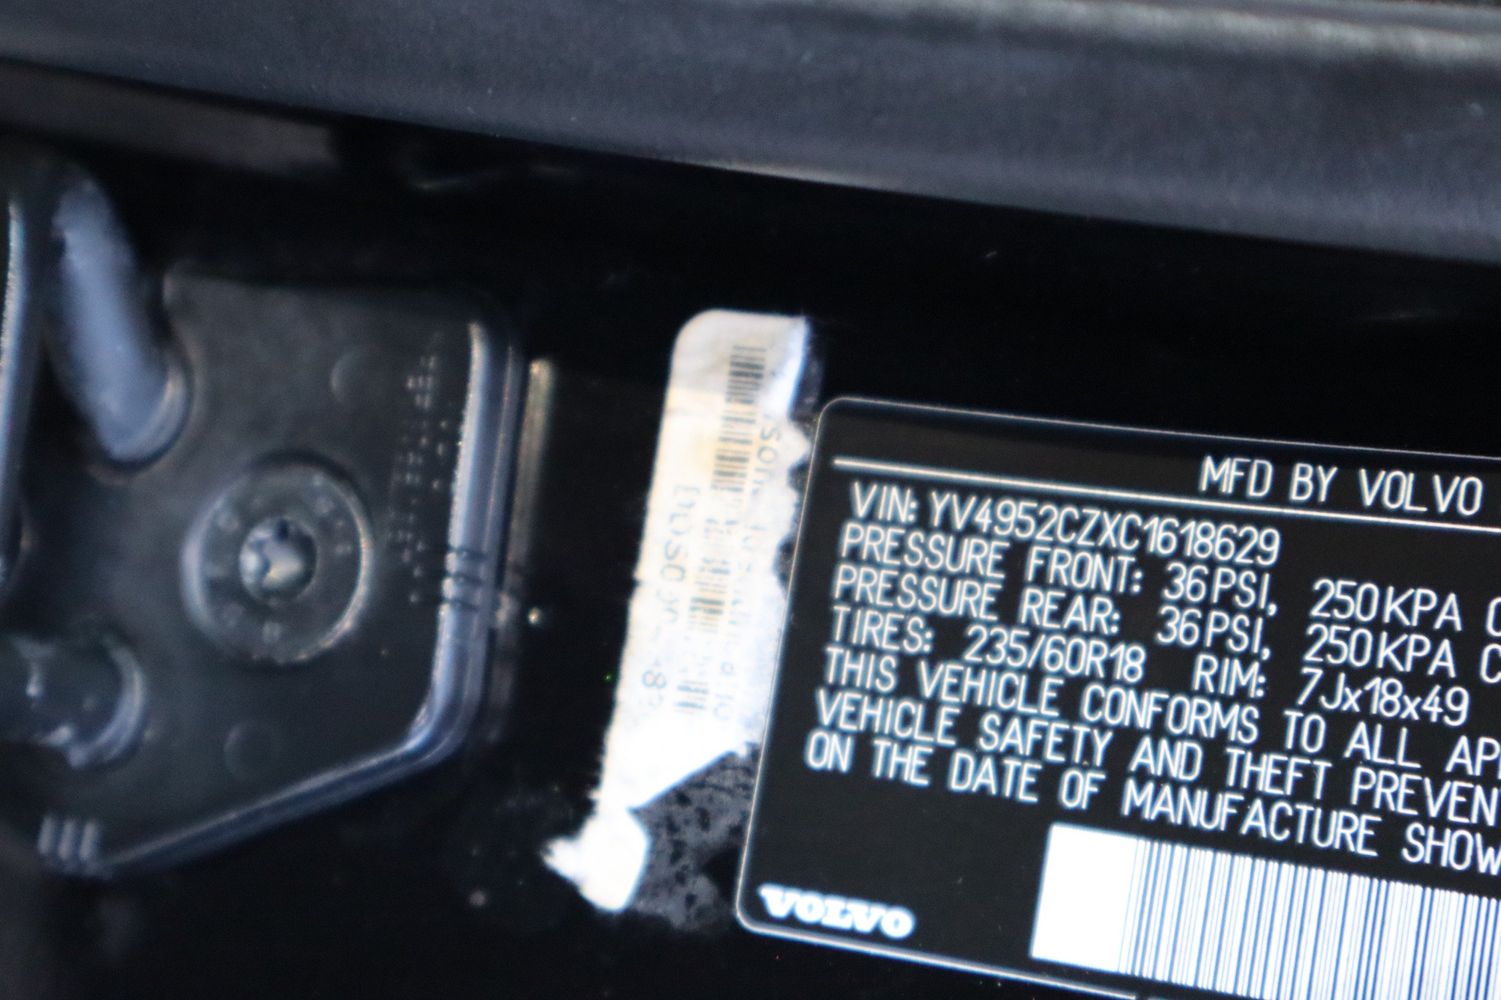 MFD BY VOLVO
VIN: YV4952CZXC1618629
PRESSURE FRONT: 36PSI, 250KPA
PRESSURE REAR: 36PSI, 250KPA
TIRES: 235/60R18 RIM: 7Jx18x49
THIS VEHICLE CONFORMS TO ALL
VEHICLE SAFETY AND THEFT
ON THE DATE OF MANUFACTURE
VOLVO